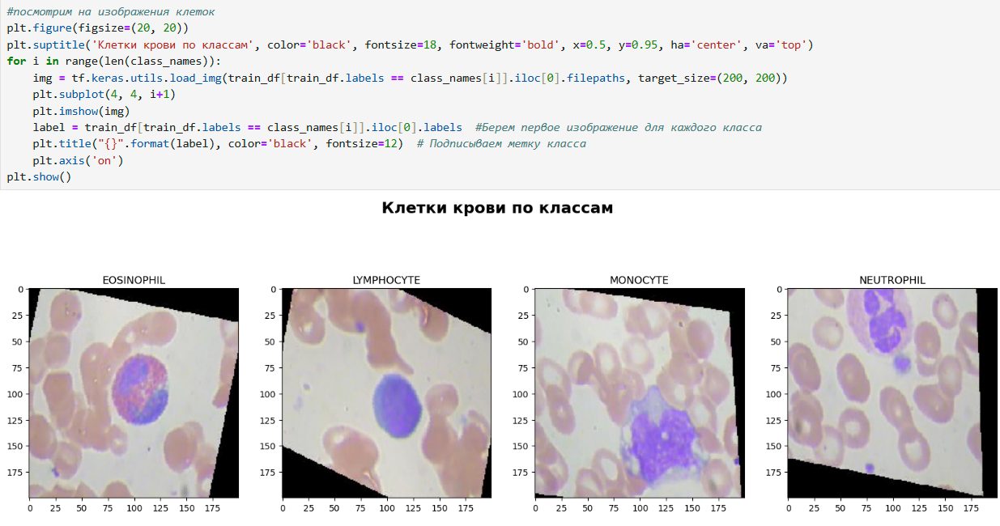 #посмотрим на изображения клеток
plt.figure(figsize=(20, 20))
plt.suptitle('Клетки крови по классам', color='black', fontsize=18, fontweight='bold', x=0.5, y=0.95, ha='center', va='top')
for i in range(len(class_names)):
    img = tf.keras.utils.load_img(train_df[train_df.labels == class_names[i]].iloc[0].filepaths, target_size=(200, 200))
    plt.subplot(4, 4, i+1)
    plt.imshow(img)
    label = train_df[train_df.labels == class_names[i]].iloc[0].labels  #Берем первое изображение для каждого класса
    plt.title("{}".format(label), color='black', fontsize=12)  # Подписываем метку класса
    plt.axis('on')
plt.show()
Клетки крови по классам
EOSINOPHIL
0
25
50
75
100
125
150
175
0 25 50 75 100 125 150 175
LYMPHOCYTE
0
25
50
75
100
125
150
175
0 25 50 75 100 125 150 175
MONOCYTE
0
25
50
75
100
125
150
175
0 25 50 75 100 125 150 175
NEUTROPHIL
0
25
50
75
100
125
150
175
0 25 50 75 100 125 150 175